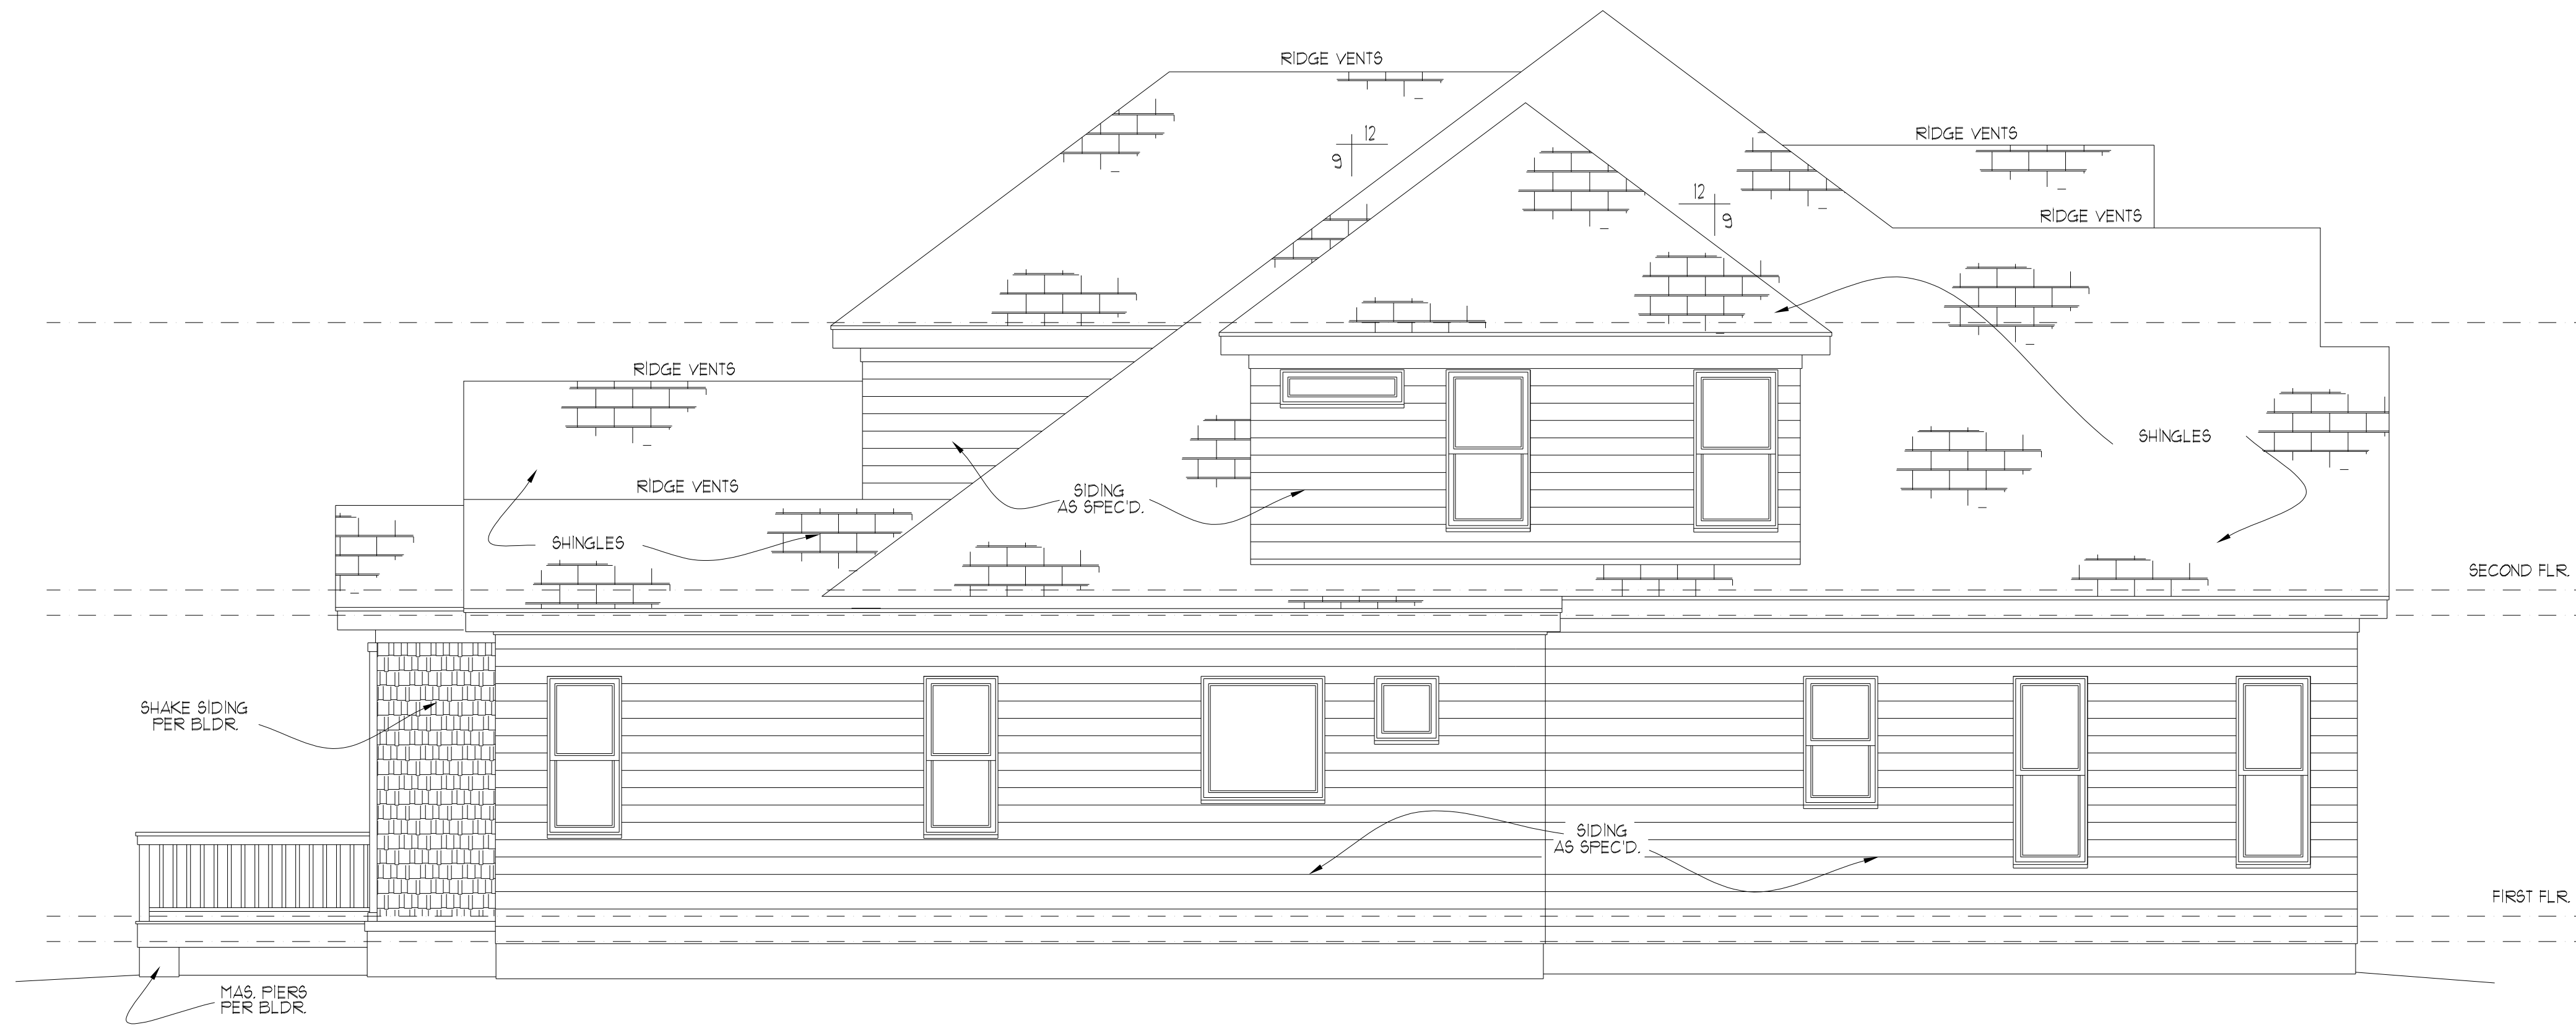 RIDGE VENTS
12
9
RIDGE VENTS
12
9
RIDGE VENTS
RIDGE VENTS
SHINGLES
RIDGE VENTS
SIDING
AS SPEC'D.
SHINGLES
SECOND FLR.
SHAKE SIDING
PER BLDR.
SIDING
AS SPEC'D.
FIRST FLR.
MAS. PIERS
PER BLDR.